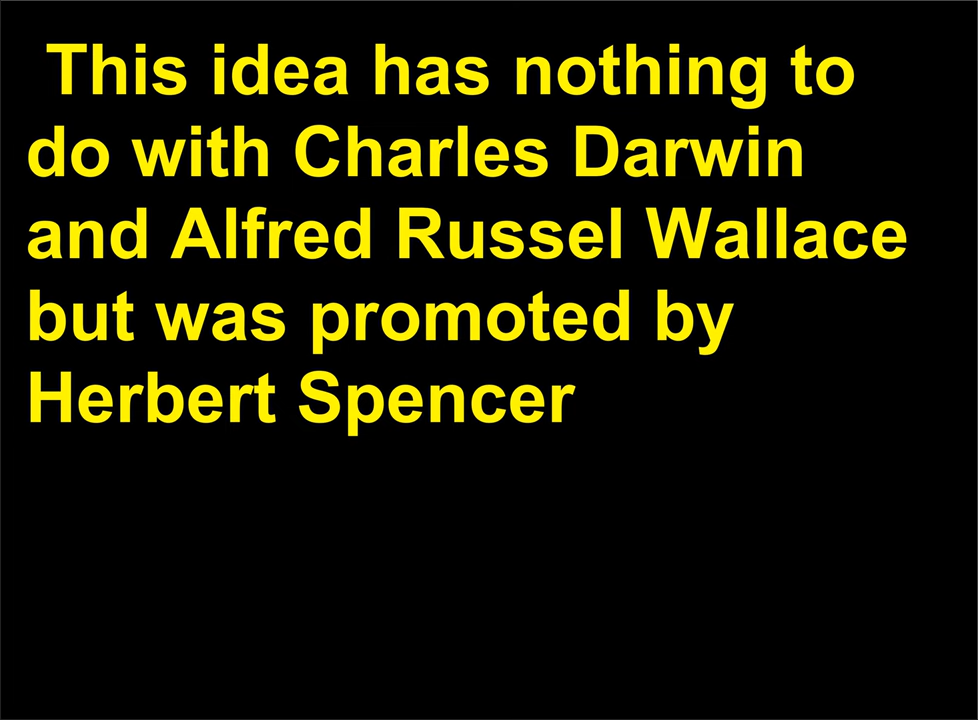 This idea has nothing to
do with Charles Darwin
and Alfred Russel Wallace
but was promoted by
Herbert Spencer